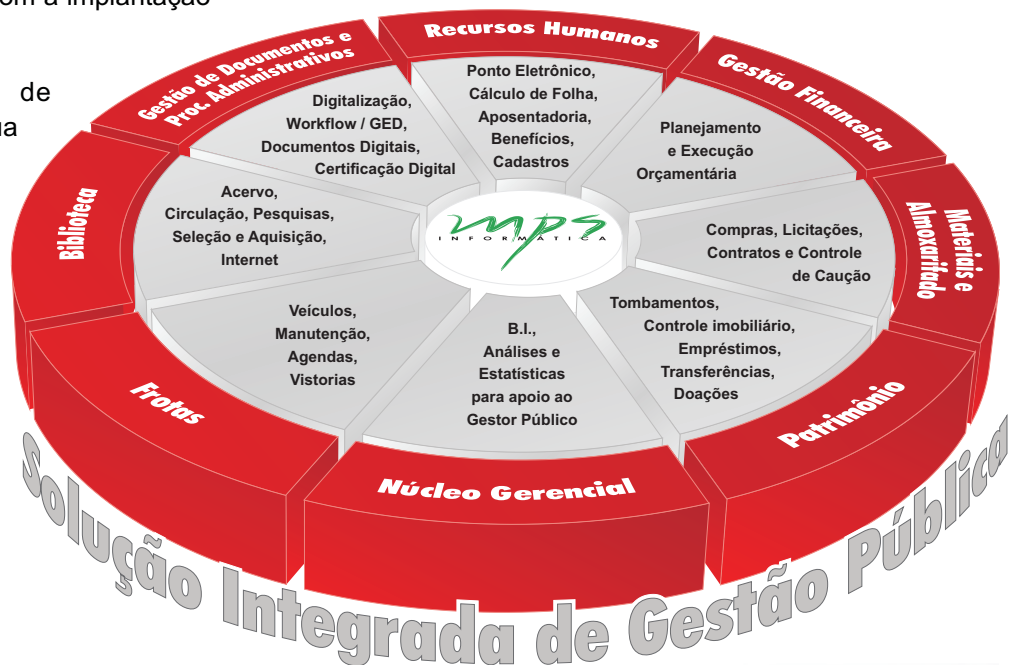 om a implantação
de
ua
Recursos Humanos
Ponto Eletrônico,
Cálculo de Folha,
Aposentadoria,
Benefícios,
Cadastros
Gestão Financeira
Planejamento
e Execução
Orçamentária
Materiais e
Almoxarifado
Compras, Licitações,
Contratos e Controle
de Caução
Patrimônio
Tombamentos,
Controle imobiliário,
Empréstimos,
Transferências,
Doações
Núcleo Gerencial
B.I.,
Análises e
Estatísticas
para apoio ao
Gestor Público
Frotas
Veículos,
Manutenção,
Agendas,
Vistorias
Biblioteca
Acervo,
Circulação, Pesquisas,
Seleção e Aquisição,
Internet
Gestão de Documentos e
Proc. Administrativos
Digitalização,
Workflow / GED,
Documentos Digitais,
Certificação Digital
mps
INFORMÁTICA
Solução Integrada de Gestão Pública